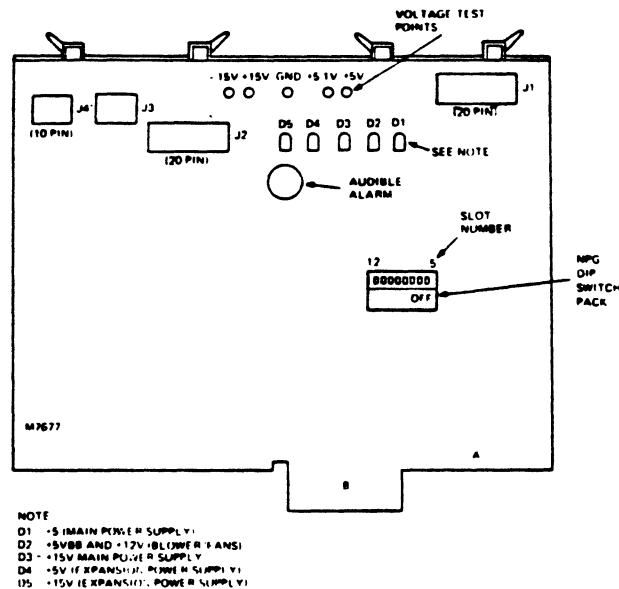 VOLTAGE TEST
POINTS
- 15V +15V GND +5.1V +5V
J4 J3 J1
(10 PIN) (20 PIN)
J2
(20 PIN)
D5 D4 D3 D2 D1
SEE NOTE
AUDIBLE
ALARM
SLOT
NUMBER
12 5
NPG
DIP
SWITCH
PACK
OFF
M7677
A
B
NOTE
D1 +5 (MAIN POWER SUPPLY)
D2 +5VBB AND +12V (BLOWER/FANS)
D3 - +15V MAIN POWER SUPPLY
D4 +5V (EXPANSION POWER SUPPLY)
D5 +15V (EXPANSION POWER SUPPLY)